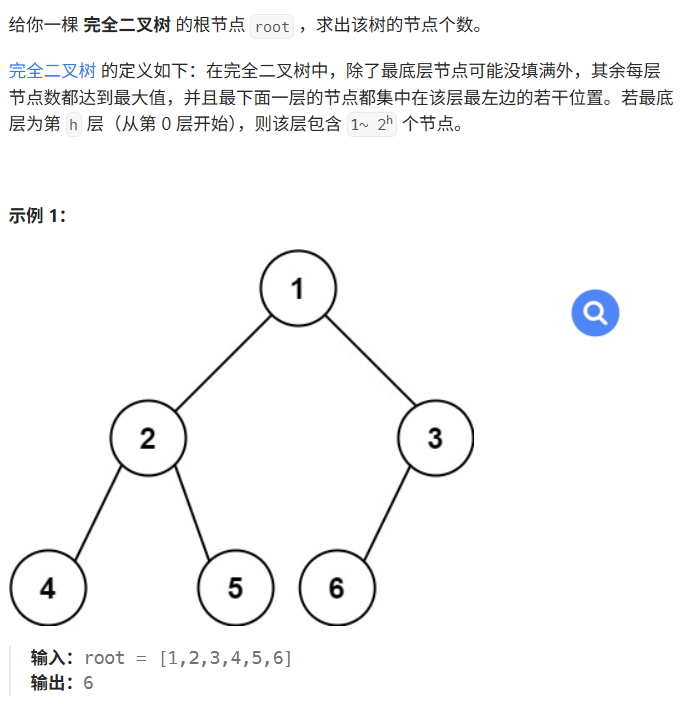 给你一棵 完全二叉树 的根节点 root ，求出该树的节点个数。
完全二叉树 的定义如下：在完全二叉树中，除了最底层节点可能没填满外，其余每层
节点数都达到最大值，并且最下面一层的节点都集中在该层最左边的若干位置。若最底
层为第 h 层（从第 0 层开始），则该层包含 1~ 2ʰ 个节点。
示例 1：
1
2
3
4
5
6
输入：root = [1,2,3,4,5,6]
输出：6